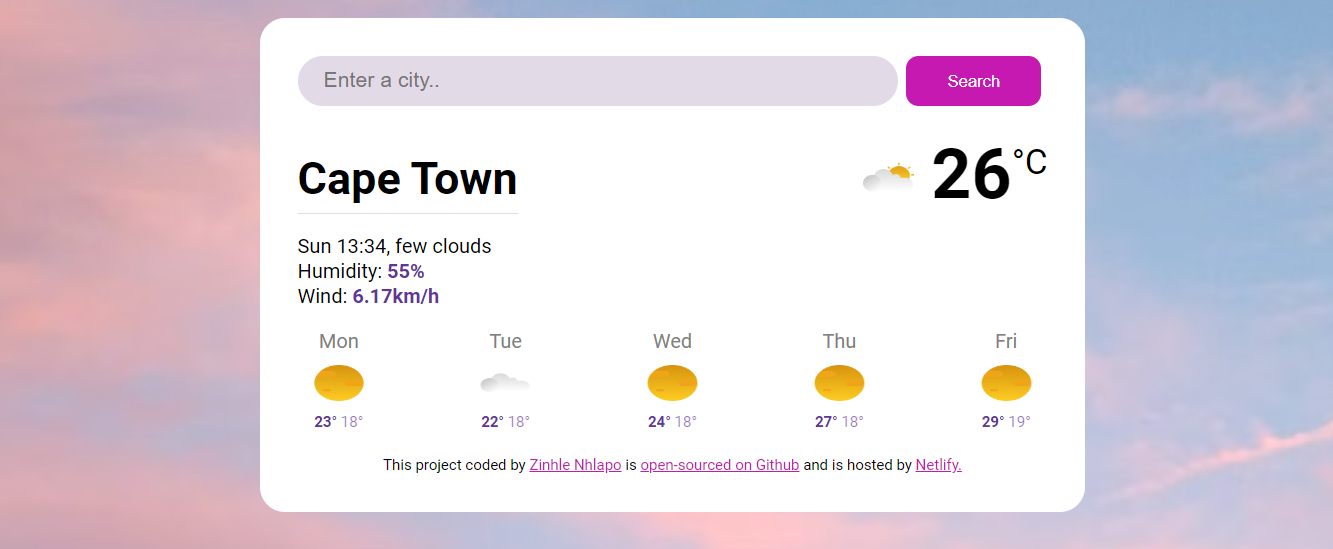 Enter a city..
Search
Cape Town
26°C
Sun 13:34, few clouds
Humidity: 55%
Wind: 6.17km/h
Mon Tue Wed Thu Fri
23° 18° 22° 18° 24° 18° 27° 18° 29° 19°
This project coded by Zinhle Nhlapo is open-sourced on Github and is hosted by Netlify.